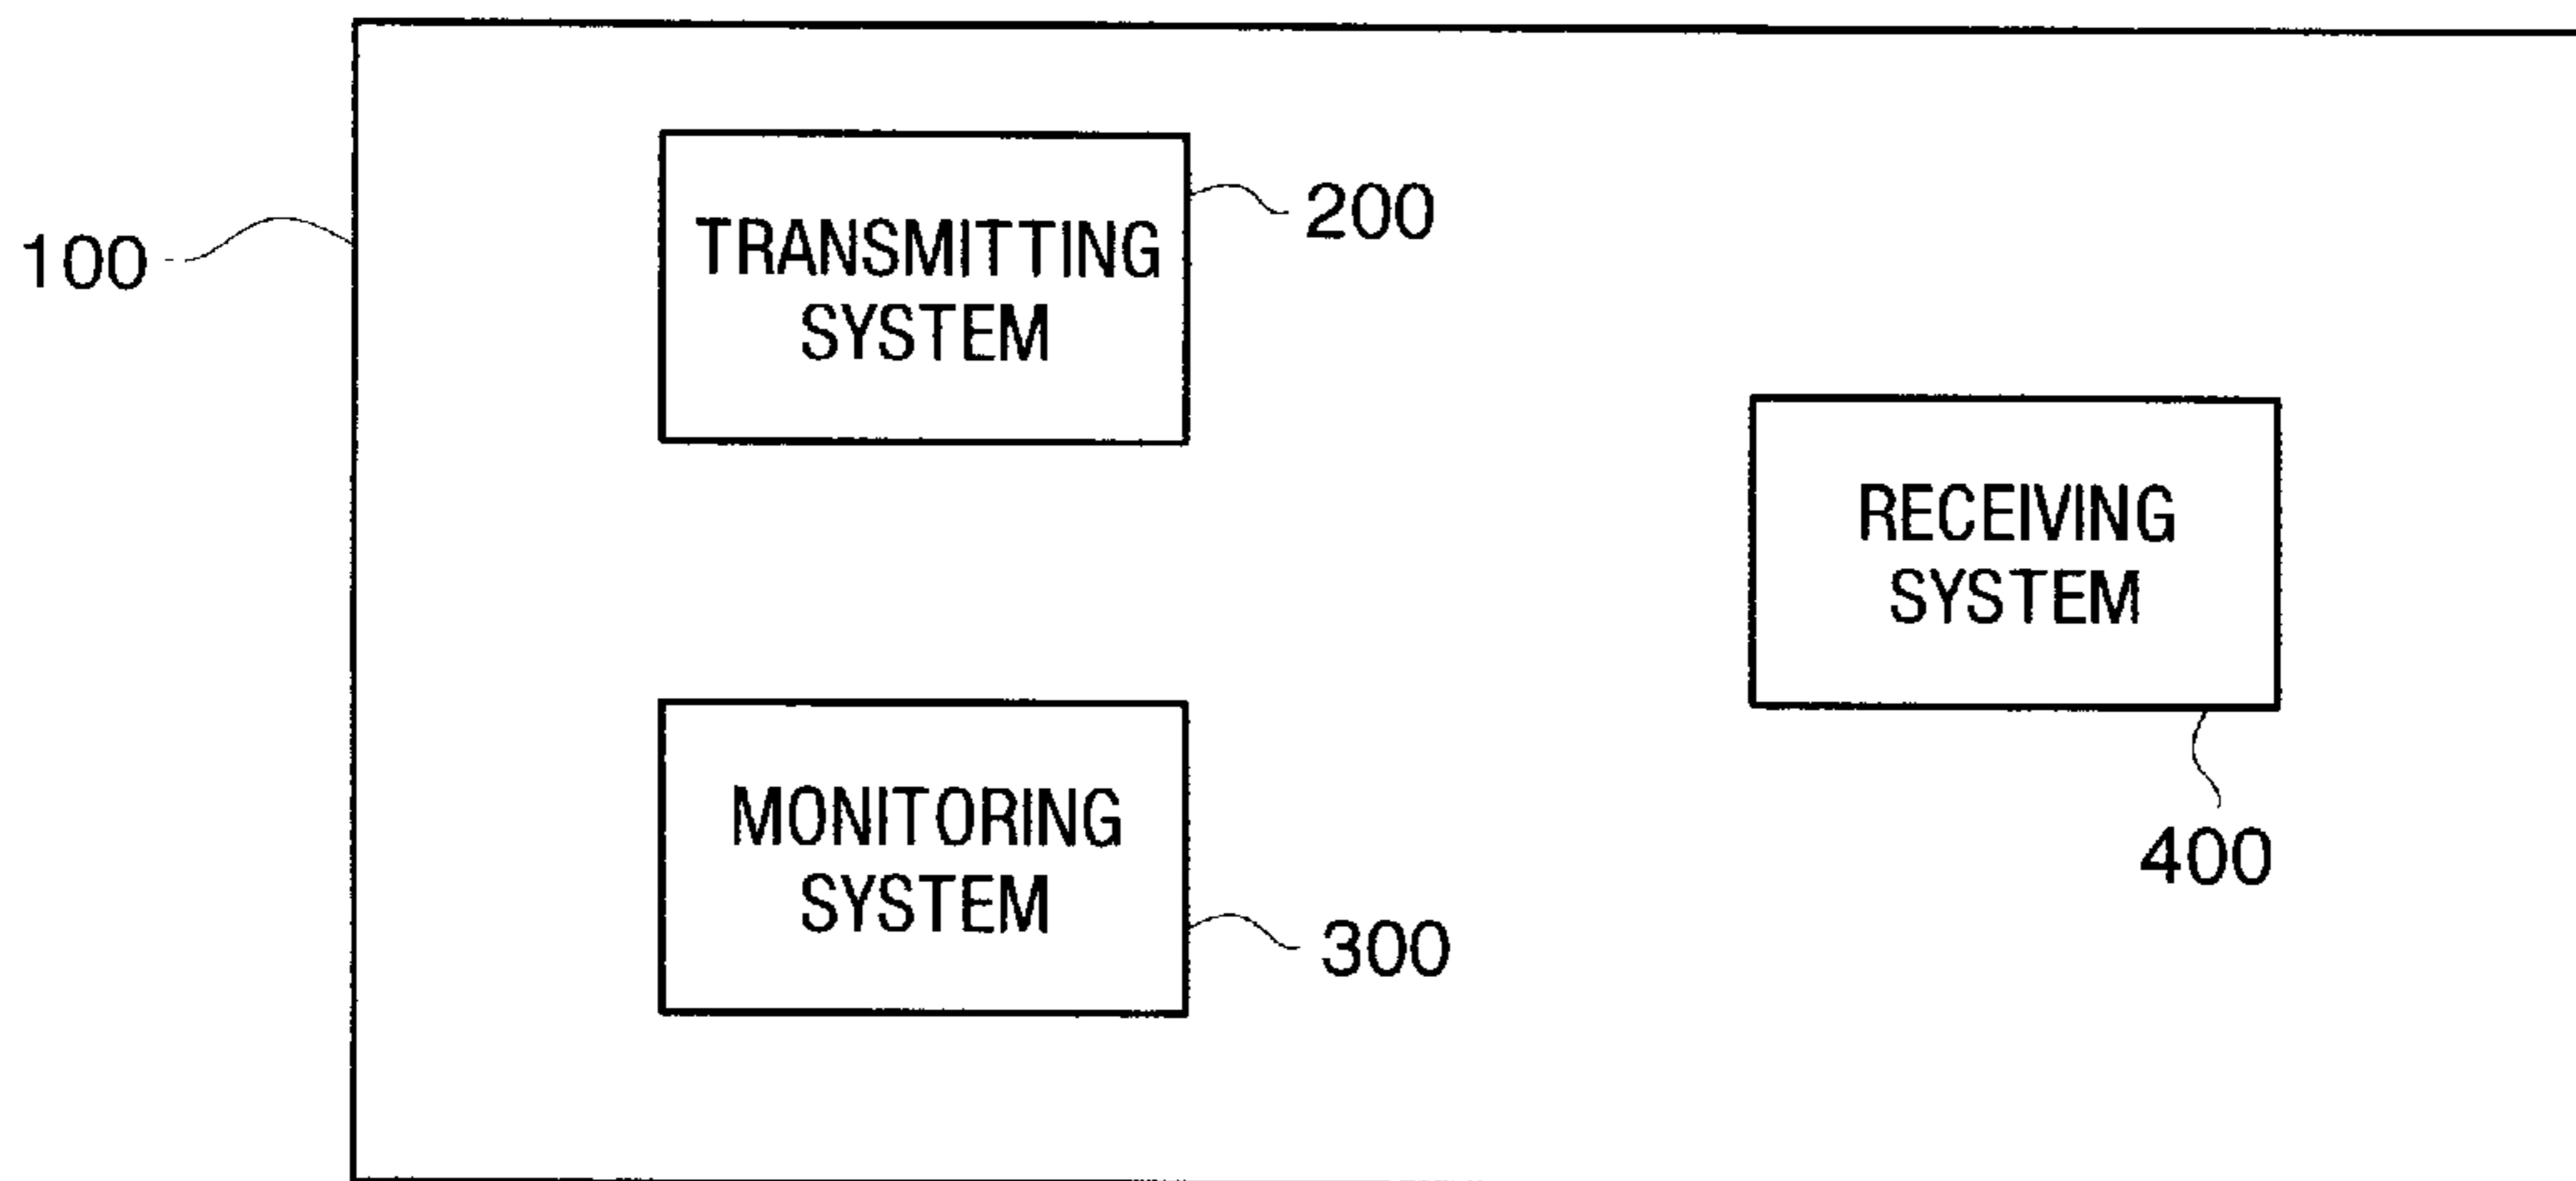 100
TRANSMITTING
SYSTEM
200
RECEIVING
SYSTEM
400
MONITORING
SYSTEM
300